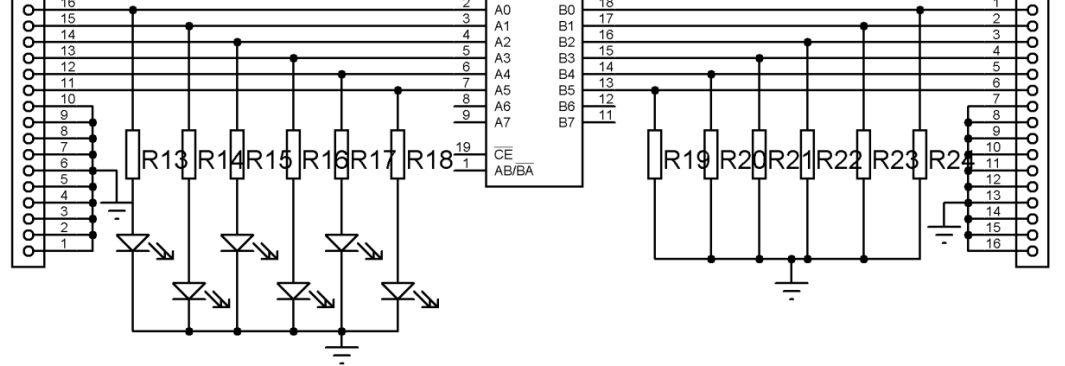 16 2 A0 B0 18 1
15 3 A1 B1 17 2
14 4 A2 B2 16 3
13 5 A3 B3 15 4
12 6 A4 B4 14 5
11 7 A5 B5 13 6
10 8 A6 B6 12 7
9 9 A7 B7 11 8
8 9
7 R13 R14 R15 R16 R17 R18 19 CE R19 R20 R21 R22 R23 R24 10
6 1 AB/BA 11
5 12
4 13
3 14
2 15
1 16